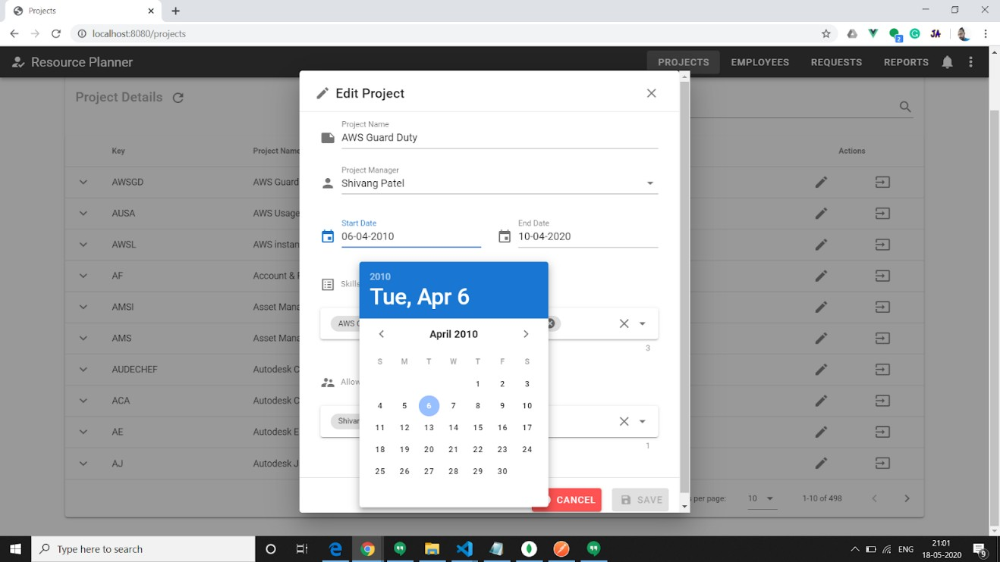 Projects
localhost:8080/projects
2
JA
Resource Planner
PROJECTS EMPLOYEES REQUESTS REPORTS
Project Details
Edit Project
Project Name
AWS Guard Duty
Project Manager
Shivang Patel
Start Date
06-04-2010
End Date
10-04-2020
Skills
AWS
3
Allow
Shivan
1
2010
Tue, Apr 6
April 2010
S M T W T F S
1 2 3
4 5 6 7 8 9 10
11 12 13 14 15 16 17
18 19 20 21 22 23 24
25 26 27 28 29 30
CANCEL SAVE
Key Project Name Actions
AWSGD AWS Guard
AUSA AWS Usage
AWSL AWS instan
AF Account &
AMSI Asset Mana
AMS Asset Mana
AUDECHEF Autodesk C
ACA Autodesk C
AE Autodesk E
AJ Autodesk J
per page: 10 1-10 of 498
Type here to search
ENG
21:01
18-05-2020
9